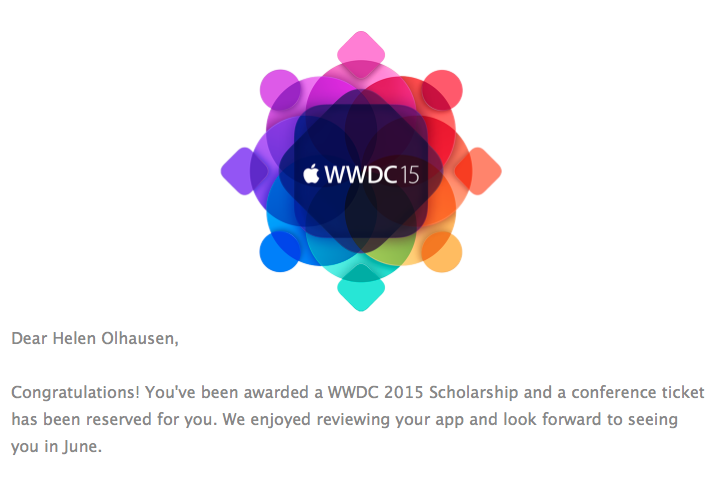 WWDC15
Dear Helen Olhausen,
Congratulations! You've been awarded a WWDC 2015 Scholarship and a conference ticket
has been reserved for you. We enjoyed reviewing your app and look forward to seeing
you in June.